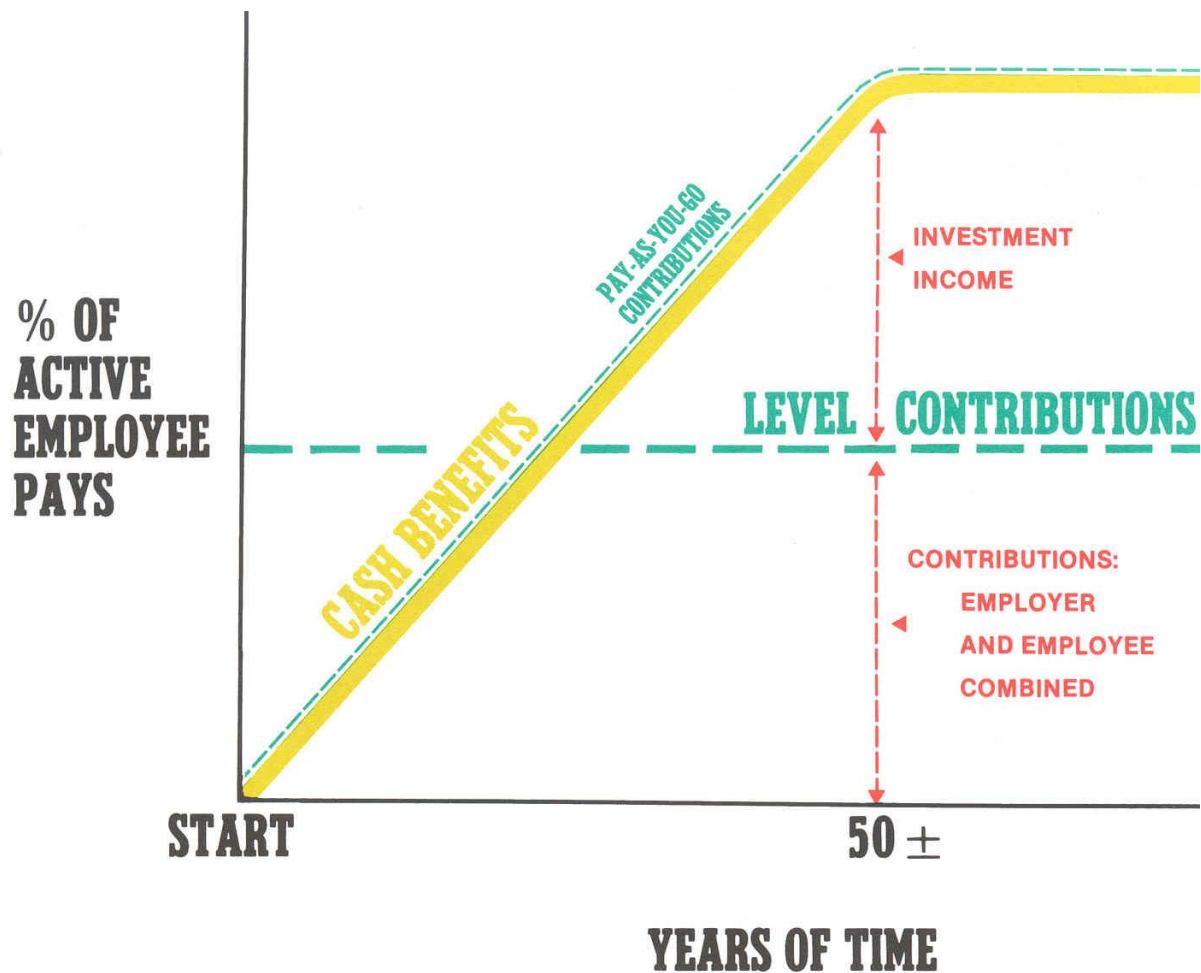 PAY-AS-YOU-GO
CONTRIBUTIONS
INVESTMENT
INCOME
% OF
ACTIVE
EMPLOYEE
PAYS
LEVEL CONTRIBUTIONS
CASH BENEFITS
CONTRIBUTIONS:
EMPLOYER
AND EMPLOYEE
COMBINED
START
50 ±
YEARS OF TIME